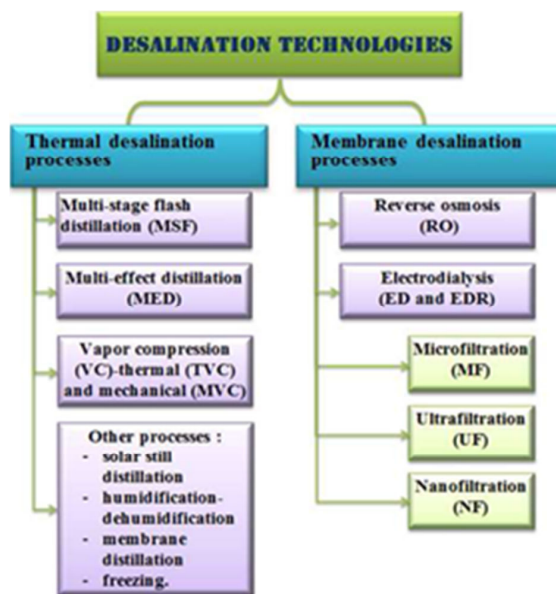 DESALINATION TECHNOLOGIES
Thermal desalination
processes
Multi-stage flash
distillation (MSF)
Multi-effect distillation
(MED)
Vapor compression
(VC)-thermal (TVC)
and mechanical (MVC)
Other processes :
- solar still
distillation
- humidification-
dehumidification
- membrane
distillation
- freezing.
Membrane desalination
processes
Reverse osmosis
(RO)
Electrodialysis
(ED and EDR)
Microfiltration
(MF)
Ultrafiltration
(UF)
Nanofiltration
(NF)